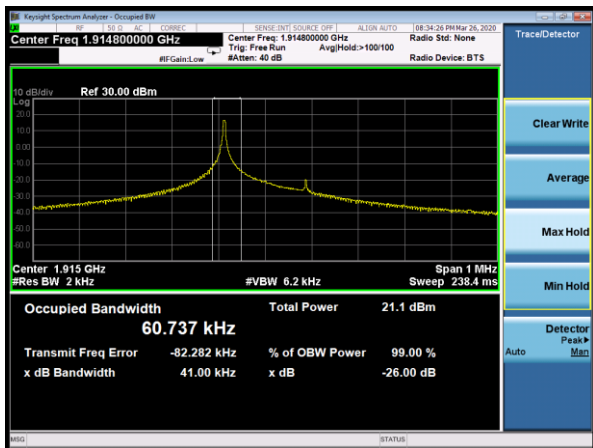 Keysight Spectrum Analyzer - Occupied BW
RF 50 Ω AC CORREC SENSE:INT SOURCE OFF ALIGN AUTO 08:34:26 PM Mar 26, 2020
Center Freq 1.914800000 GHz
Center Freq: 1.914800000 GHz
Radio Std: None
Trig: Free Run Avg|Hold:>100/100
#IFGain:Low
#Atten: 40 dB
Radio Device: BTS
Trace/Detector
10 dB/div Ref 30.00 dBm
Log
20.0
10.0
0.00
-10.0
-20.0
-30.0
-40.0
-50.0
-60.0
Center 1.915 GHz
Span 1 MHz
#Res BW 2 kHz
#VBW 6.2 kHz
Sweep 238.4 ms
Occupied Bandwidth
Total Power 21.1 dBm
60.737 kHz
Transmit Freq Error -82.282 kHz
% of OBW Power 99.00 %
x dB Bandwidth 41.00 kHz
x dB -26.00 dB
Clear Write
Average
Max Hold
Min Hold
Detector
Peak▶
Auto Man
MSG
STATUS